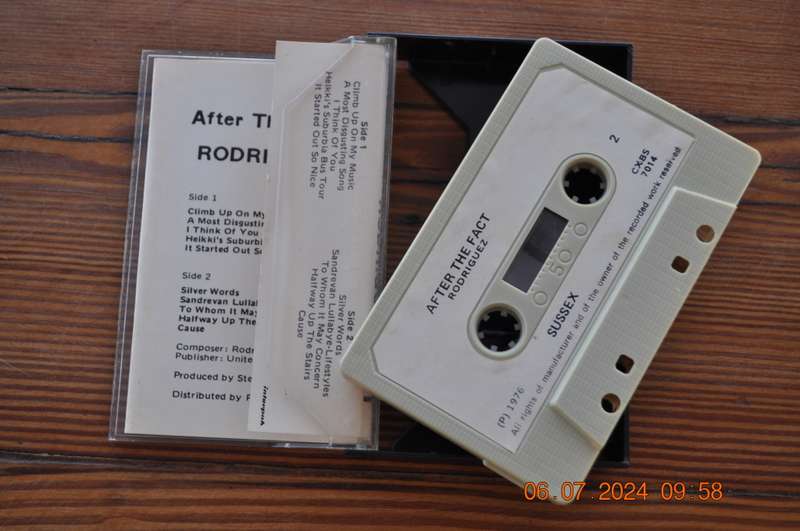 After T
RODRI
Side 1
Climb Up On My
A Most Disgustin
I Think Of You
Heikki's Suburbi
It Started Out S
Side 2
Silver Words
Sandrevan Lullab
To Whom It May
Halfway Up The
Cause
Composer: Rodr
Publisher: Unite
Produced by Ste
Distributed by
Side 1
Climb Up On My Music
A Most Disgusting Song
I Think Of You
Heikki's Suburbia Bus Tour
It Started Out So Nice
Side 2
Silver Words
Sandrevan Lullabye-Lifestyles
To Whom It May Concern
Halfway Up The Stairs
Cause
interpak
AFTER THE FACT
RODRIGUEZ
2
CXBS
7014
50
SUSSEX
(P) 1976
All rights of manufacturer and of the owner of the recorded work reserved
06.07.2024 09:58